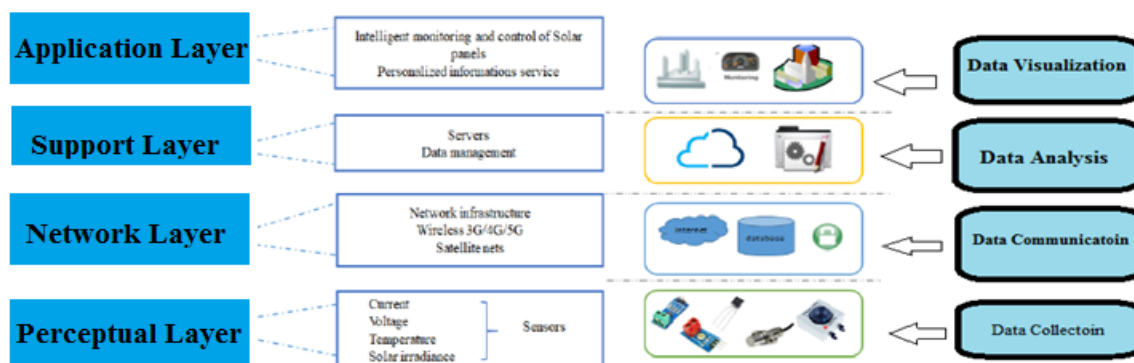 Application Layer
Intelligent monitoring and control of Solar
panels
Personalized informations service
Monitoring
Data Visualization
Support Layer
Servers
Data management
Data Analysis
Network Layer
Network infrastructure
Wireless 3G/4G/5G
Satellite nets
internet
database
Data Communicatoin
Perceptual Layer
Current
Voltage
Temperature
Solar irradiance
Sensors
Data Collectoin